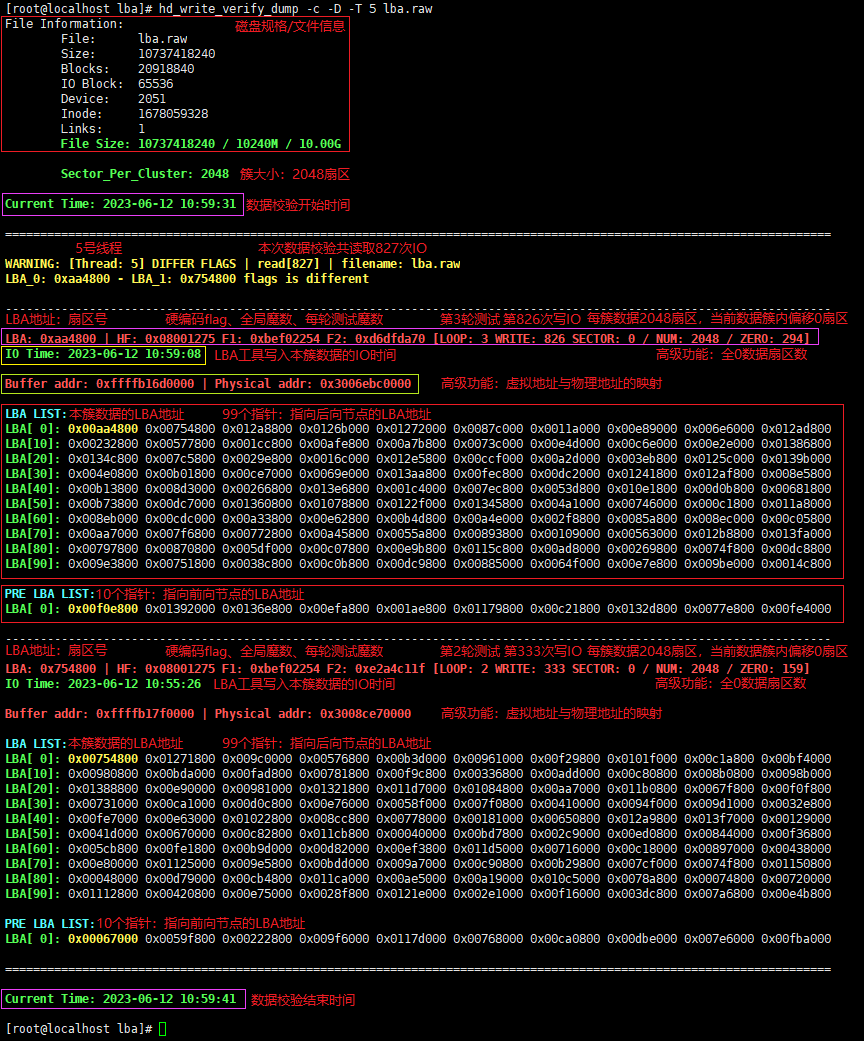 [root@localhost lba]# hd_write_verify_dump -c -D -T 5 lba.raw
File Information: 磁盘规格/文件信息
File: lba.raw
Size: 10737418240
Blocks: 20918840
IO Block: 65536
Device: 2051
Inode: 1678059328
Links: 1
File Size: 10737418240 / 10240M / 10.00G
Sector_Per_Cluster: 2048 簇大小：2048扇区
Current Time: 2023-06-12 10:59:31 数据校验开始时间
======================================================================================================================
5号线程 本次数据校验共读取827次IO
WARNING: [Thread: 5] DIFFER FLAGS | read[827] | filename: lba.raw
LBA_0: 0xaa4800 - LBA_1: 0x754800 flags is different
----------------------------------------------------------------------------------------------------------------------
LBA地址：扇区号 硬编码flag、全局魔数、每轮测试魔数 第3轮测试 第826次写IO 每簇数据2048扇区，当前数据簇内偏移0扇区
LBA: 0xaa4800 | HF: 0x08001275 F1: 0xbef02254 F2: 0xd6dfda70 [LOOP: 3 WRITE: 826 SECTOR: 0 / NUM: 2048 / ZERO: 294]
IO Time: 2023-06-12 10:59:08 LBA工具写入本簇数据的IO时间 高级功能：全0数据扇区数
Buffer addr: 0xffffb16d0000 | Physical addr: 0x3006ebc0000 高级功能：虚拟地址与物理地址的映射
LBA LIST:本簇数据的LBA地址 99个指针：指向后向节点的LBA地址
LBA[ 0]: 0x00aa4800 0x00754800 0x012a8800 0x0126b000 0x01272000 0x0087c000 0x0011a000 0x00e89000 0x006e6000 0x012ad800
LBA[10]: 0x00232800 0x00577800 0x001cc800 0x00afe800 0x00a7b800 0x0073c000 0x00e4d000 0x00c6e000 0x00e2e000 0x01386800
LBA[20]: 0x0134c800 0x007c5800 0x0029e800 0x0016c000 0x012e5800 0x00ccf000 0x00a2d000 0x003eb800 0x0125c000 0x0139b000
LBA[30]: 0x004e0800 0x00b01800 0x00ce7000 0x0069e000 0x013aa800 0x00fec800 0x00dc2000 0x01241800 0x012af800 0x008e5800
LBA[40]: 0x00b13800 0x008d3000 0x00266800 0x013e6800 0x001c4000 0x007ec800 0x0053d800 0x010e1800 0x00d0b800 0x00681800
LBA[50]: 0x00b73800 0x00dc7000 0x01360800 0x01078800 0x0122f000 0x01345800 0x004a1000 0x00746000 0x000c1800 0x011a8000
LBA[60]: 0x008eb000 0x00cdc000 0x00a33800 0x00e62800 0x00b4d800 0x00a4e000 0x002f8800 0x0085a800 0x008ec000 0x00c05800
LBA[70]: 0x00aa7000 0x007f6800 0x00772800 0x00a45800 0x0055a800 0x00893800 0x00109000 0x00563000 0x012b8800 0x013fa000
LBA[80]: 0x00797800 0x00870800 0x005df000 0x00c07800 0x00e9b800 0x0115c800 0x00ad8000 0x00269800 0x0074f800 0x00dc8800
LBA[90]: 0x009e3800 0x00751800 0x0038c800 0x00c0b800 0x00dc9800 0x00885000 0x0064f000 0x00e7e800 0x009be000 0x0014c800
PRE LBA LIST:10个指针：指向前向节点的LBA地址
LBA[ 0]: 0x00f0e800 0x01392000 0x0136e800 0x00efa800 0x001ae800 0x01179800 0x00c21800 0x0132d800 0x0077e800 0x00fe4000
----------------------------------------------------------------------------------------------------------------------
LBA地址：扇区号 硬编码flag、全局魔数、每轮测试魔数 第2轮测试 第333次写IO 每簇数据2048扇区，当前数据簇内偏移0扇区
LBA: 0x754800 | HF: 0x08001275 F1: 0xbef02254 F2: 0xe2a4c11f [LOOP: 2 WRITE: 333 SECTOR: 0 / NUM: 2048 / ZERO: 159]
IO Time: 2023-06-12 10:55:26 LBA工具写入本簇数据的IO时间 高级功能：全0数据扇区数
Buffer addr: 0xffffb17f0000 | Physical addr: 0x3008ce70000 高级功能：虚拟地址与物理地址的映射
LBA LIST:本簇数据的LBA地址 99个指针：指向后向节点的LBA地址
LBA[ 0]: 0x00754800 0x01271800 0x009c0000 0x00576800 0x00b3d000 0x00961000 0x00f29800 0x0101f000 0x00c1a800 0x00bf4000
LBA[10]: 0x00980800 0x00bda000 0x00fad800 0x00781800 0x00f9c800 0x00336800 0x00add000 0x00c80800 0x008b0800 0x0098b000
LBA[20]: 0x01388800 0x00e90000 0x00981000 0x01321800 0x011d7000 0x01084800 0x00aa7000 0x011b0800 0x0067f800 0x00f0f800
LBA[30]: 0x00731000 0x00ca1000 0x00d0c800 0x00e76000 0x0058f000 0x007f0800 0x00410000 0x0094f000 0x009d1000 0x0032e800
LBA[40]: 0x00fe7000 0x00e63000 0x01022800 0x008cc800 0x00778000 0x00181000 0x00650800 0x012a9800 0x013f7000 0x00129000
LBA[50]: 0x0041d000 0x00670000 0x00c82800 0x011cb800 0x00040000 0x00bd7800 0x002c9000 0x00ed0800 0x00844000 0x00f36800
LBA[60]: 0x005cb800 0x00fe1800 0x00b9d000 0x00d82000 0x00ef3800 0x011d5000 0x00716000 0x00c18000 0x00897000 0x00438000
LBA[70]: 0x00e80000 0x01125000 0x009e5800 0x00bdd000 0x009a7000 0x00c90800 0x00b29800 0x007cf000 0x0074f800 0x01150800
LBA[80]: 0x00048000 0x00d79000 0x00cb4800 0x011ca000 0x00ae5000 0x00a19000 0x010c5000 0x0078a800 0x00074800 0x00720000
LBA[90]: 0x01112800 0x00420800 0x00e75000 0x0028f800 0x0121e000 0x002e1000 0x00f16000 0x003dc800 0x007a6800 0x00e4b800
PRE LBA LIST:10个指针：指向前向节点的LBA地址
LBA[ 0]: 0x00067000 0x0059f800 0x00222800 0x009f6000 0x0117d000 0x00768000 0x00ca0800 0x00dbe000 0x007e6000 0x00fba000
======================================================================================================================
Current Time: 2023-06-12 10:59:41 数据校验结束时间
[root@localhost lba]#